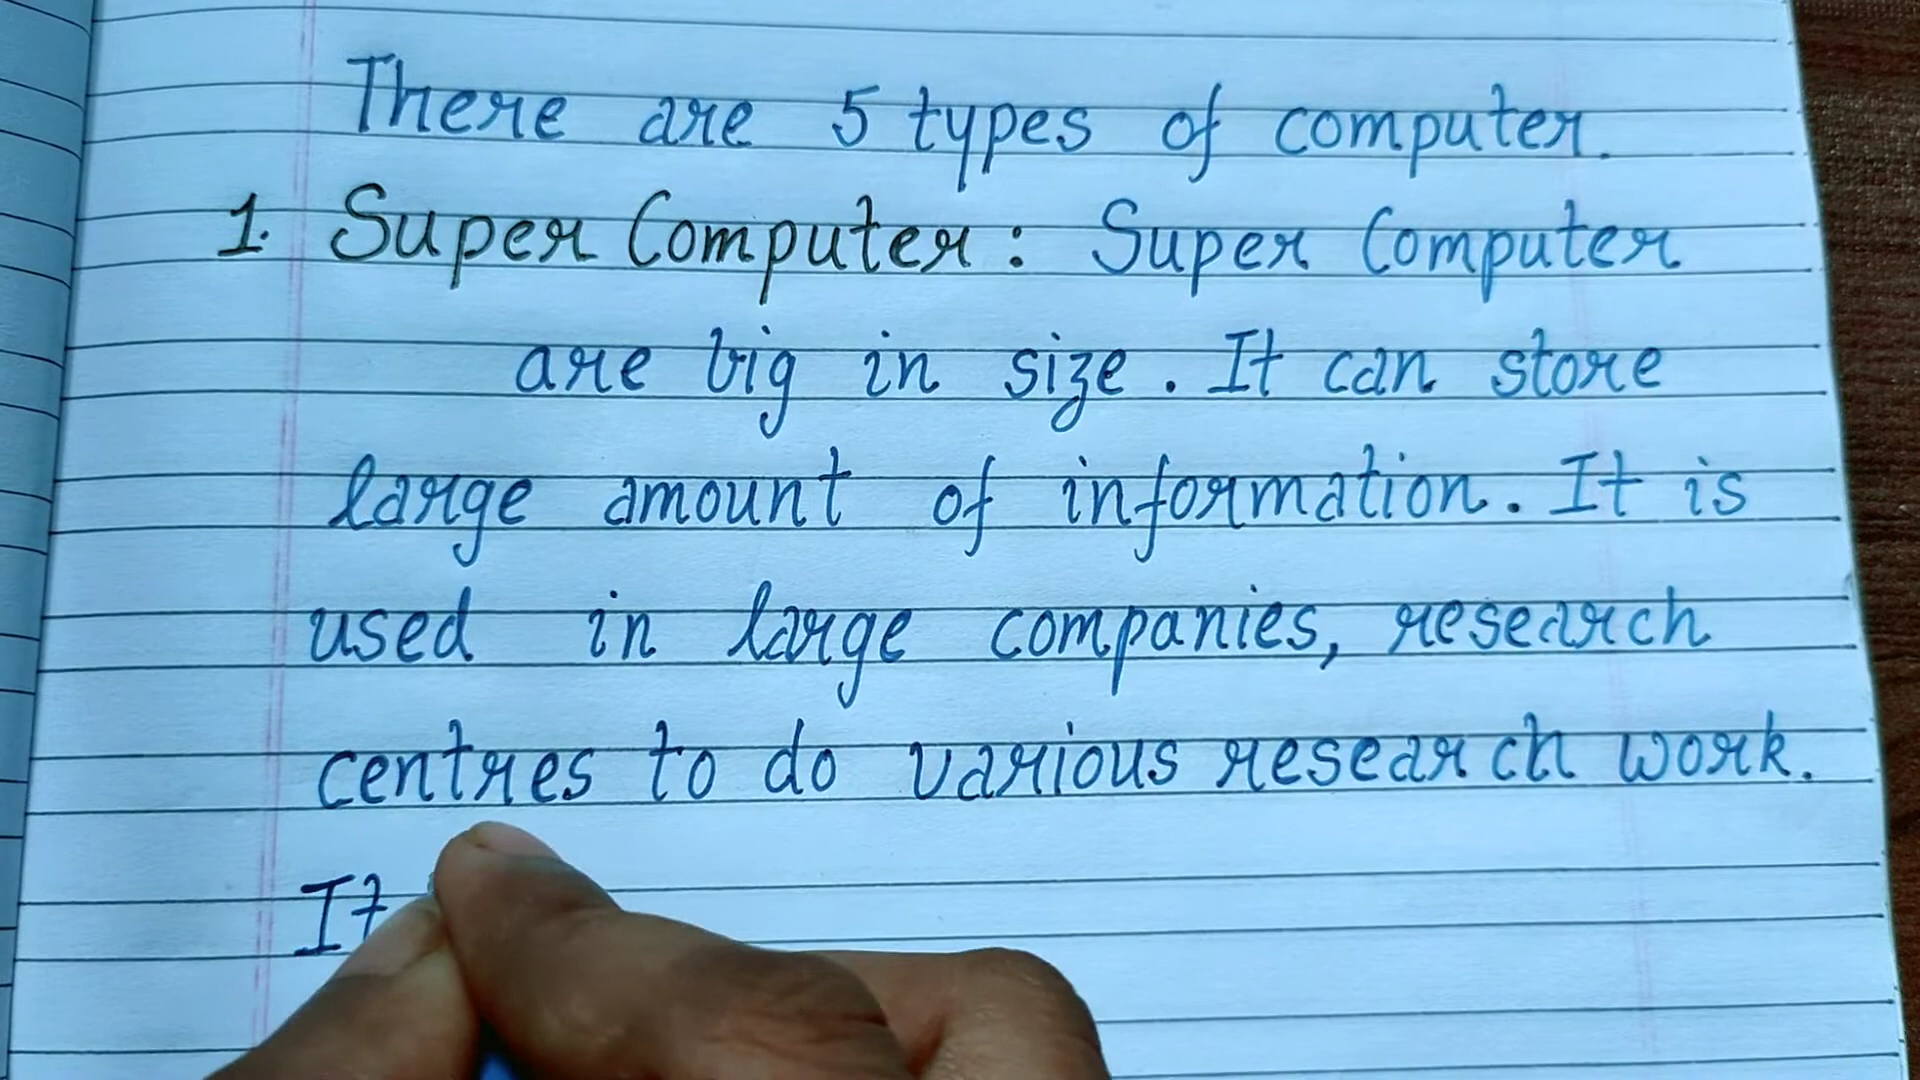 There are 5 types of computer.
1. Super Computer : Super Computer
are big in size . It can store
large amount of information . It is
used in large companies, research
centres to do various research work.
It